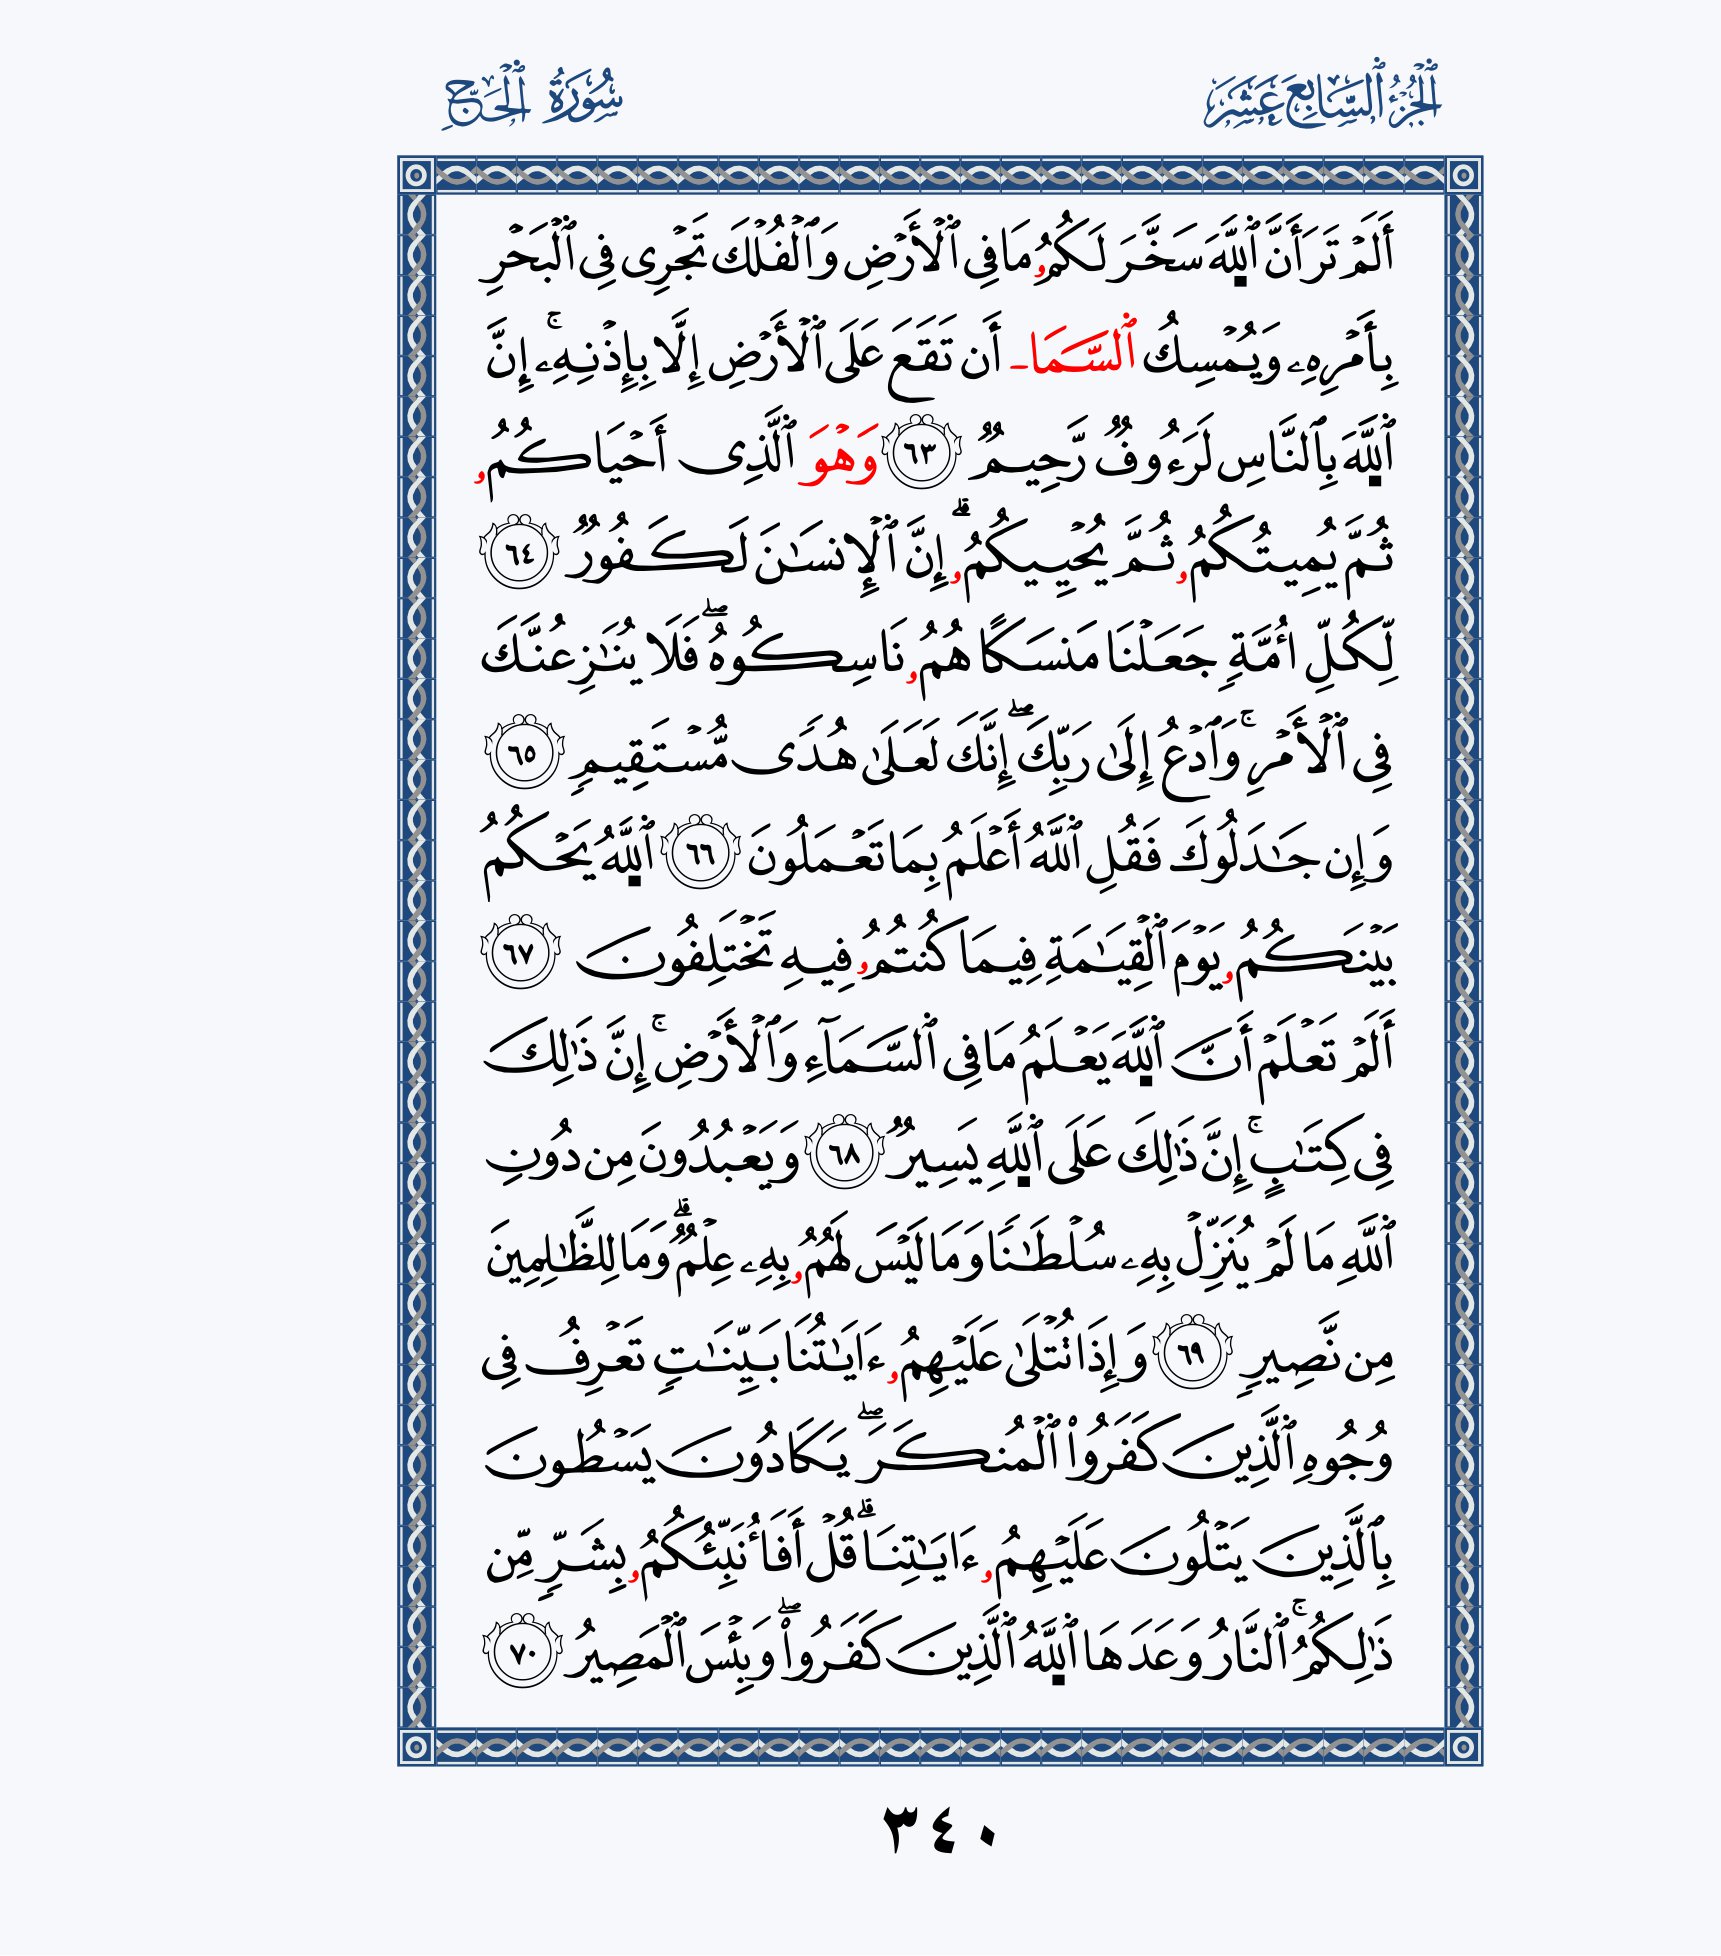 الجُزْءُ السَّابِعَ عَشَرَ
سُورَةُ الحَجِّ
أَلَمْ تَرَ أَنَّ ٱللَّهَ سَخَّرَ لَكُمُۥ مَا فِى ٱلْأَرْضِ وَٱلْفُلْكَ تَجْرِى فِى ٱلْبَحْرِ
بِأَمْرِهِۦ وَيُمْسِكُ ٱلسَّمَا أَن تَقَعَ عَلَى ٱلْأَرْضِ إِلَّا بِإِذْنِهِۦٓۚ إِنَّ
ٱللَّهَ بِٱلنَّاسِ لَرَءُوفٌ رَّحِيمٌ ٦٣ وَهْوَ ٱلَّذِى أَحْيَاكُمُۥ
ثُمَّ يُمِيتُكُمُۥ ثُمَّ يُحْيِيكُمُۥٓۗ إِنَّ ٱلْإِنسَٰنَ لَكَفُورٌ ٦٤
لِّكُلِّ أُمَّةٍ جَعَلْنَا مَنسَكًا هُمُۥ نَاسِكُوهُۖ فَلَا يُنَٰزِعُنَّكَ
فِى ٱلْأَمْرِۚ وَٱدْعُ إِلَىٰ رَبِّكَۖ إِنَّكَ لَعَلَىٰ هُدًى مُّسْتَقِيمٍ ٦٥
وَإِن جَٰدَلُوكَ فَقُلِ ٱللَّهُ أَعْلَمُ بِمَا تَعْمَلُونَ ٦٦ ٱللَّهُ يَحْكُمُ
بَيْنَكُمُۥ يَوْمَ ٱلْقِيَٰمَةِ فِيمَا كُنتُمُۥ فِيهِ تَخْتَلِفُونَ ٦٧
أَلَمْ تَعْلَمْ أَنَّ ٱللَّهَ يَعْلَمُ مَا فِى ٱلسَّمَآءِ وَٱلْأَرْضِۚ إِنَّ ذَٰلِكَ
فِى كِتَٰبٍۚ إِنَّ ذَٰلِكَ عَلَى ٱللَّهِ يَسِيرٌ ٦٨ وَيَعْبُدُونَ مِن دُونِ
ٱللَّهِ مَا لَمْ يُنَزِّلْ بِهِۦ سُلْطَٰنًا وَمَا لَيْسَ لَهُمُۥ بِهِۦ عِلْمٌۗ وَمَا لِلظَّٰلِمِينَ
مِن نَّصِيرٍ ٦٩ وَإِذَا تُتْلَىٰ عَلَيْهِمُۥ ءَايَٰتُنَا بَيِّنَٰتٍ تَعْرِفُ فِى
وُجُوهِ ٱلَّذِينَ كَفَرُوا۟ ٱلْمُنكَرَۖ يَكَادُونَ يَسْطُونَ
بِٱلَّذِينَ يَتْلُونَ عَلَيْهِمُۥ ءَايَٰتِنَاۗ قُلْ أَفَأُنَبِّئُكُمُۥ بِشَرٍّ مِّن
ذَٰلِكُمُۚ ٱلنَّارُ وَعَدَهَا ٱللَّهُ ٱلَّذِينَ كَفَرُوا۟ۖ وَبِئْسَ ٱلْمَصِيرُ ٧٠
٣٤٠